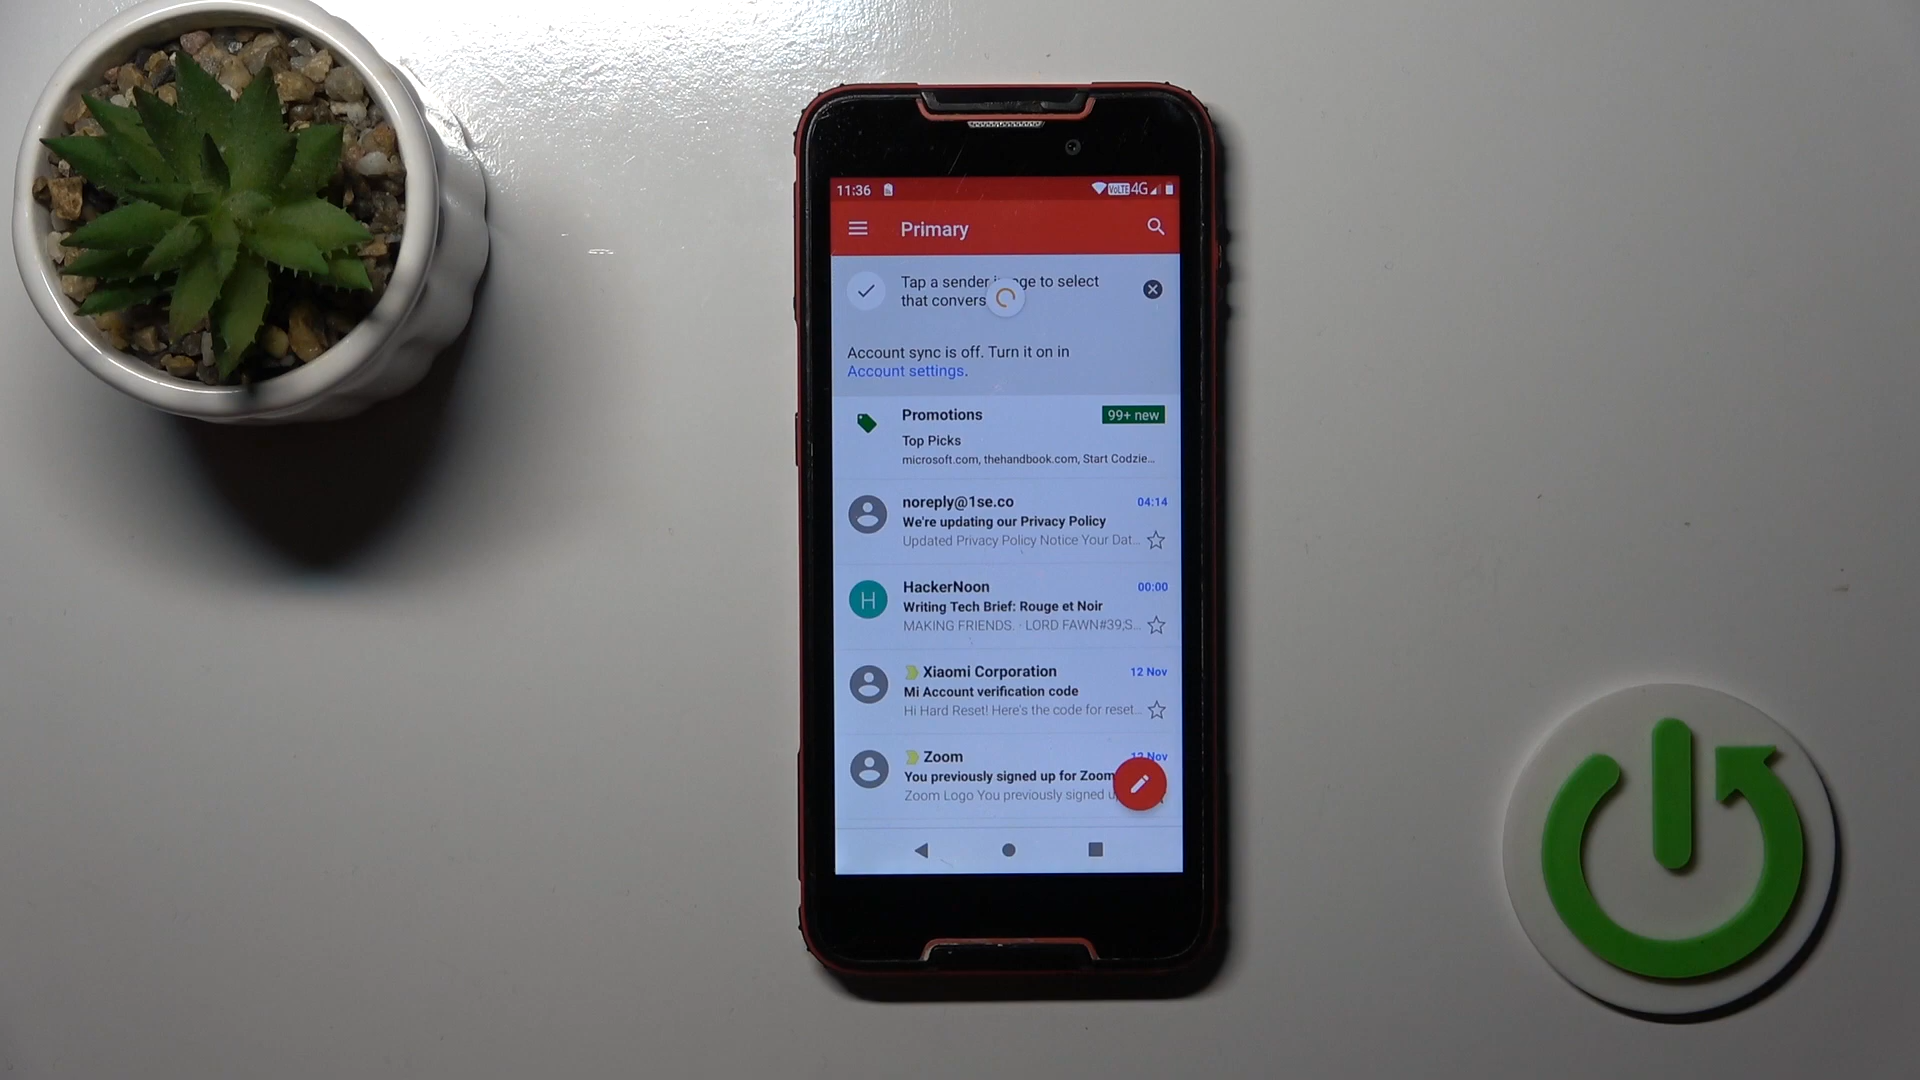 11:36
VoLTE 4G
Primary
Tap a sender to select
that convers
Account sync is off. Turn it on in
Account settings.
Promotions
99+ new
Top Picks
microsoft.com, thehandbook.com, Start Codzie...
noreply@1se.co
04:14
We're updating our Privacy Policy
Updated Privacy Policy Notice Your Dat...
H
HackerNoon
00:00
Writing Tech Brief: Rouge et Noir
MAKING FRIENDS. · LORD FAWN#39,S...
Xiaomi Corporation
12 Nov
Mi Account verification code
Hi Hard Reset! Here's the code for reset...
Zoom
12 Nov
You previously signed up for Zoom
Zoom Logo You previously signed u